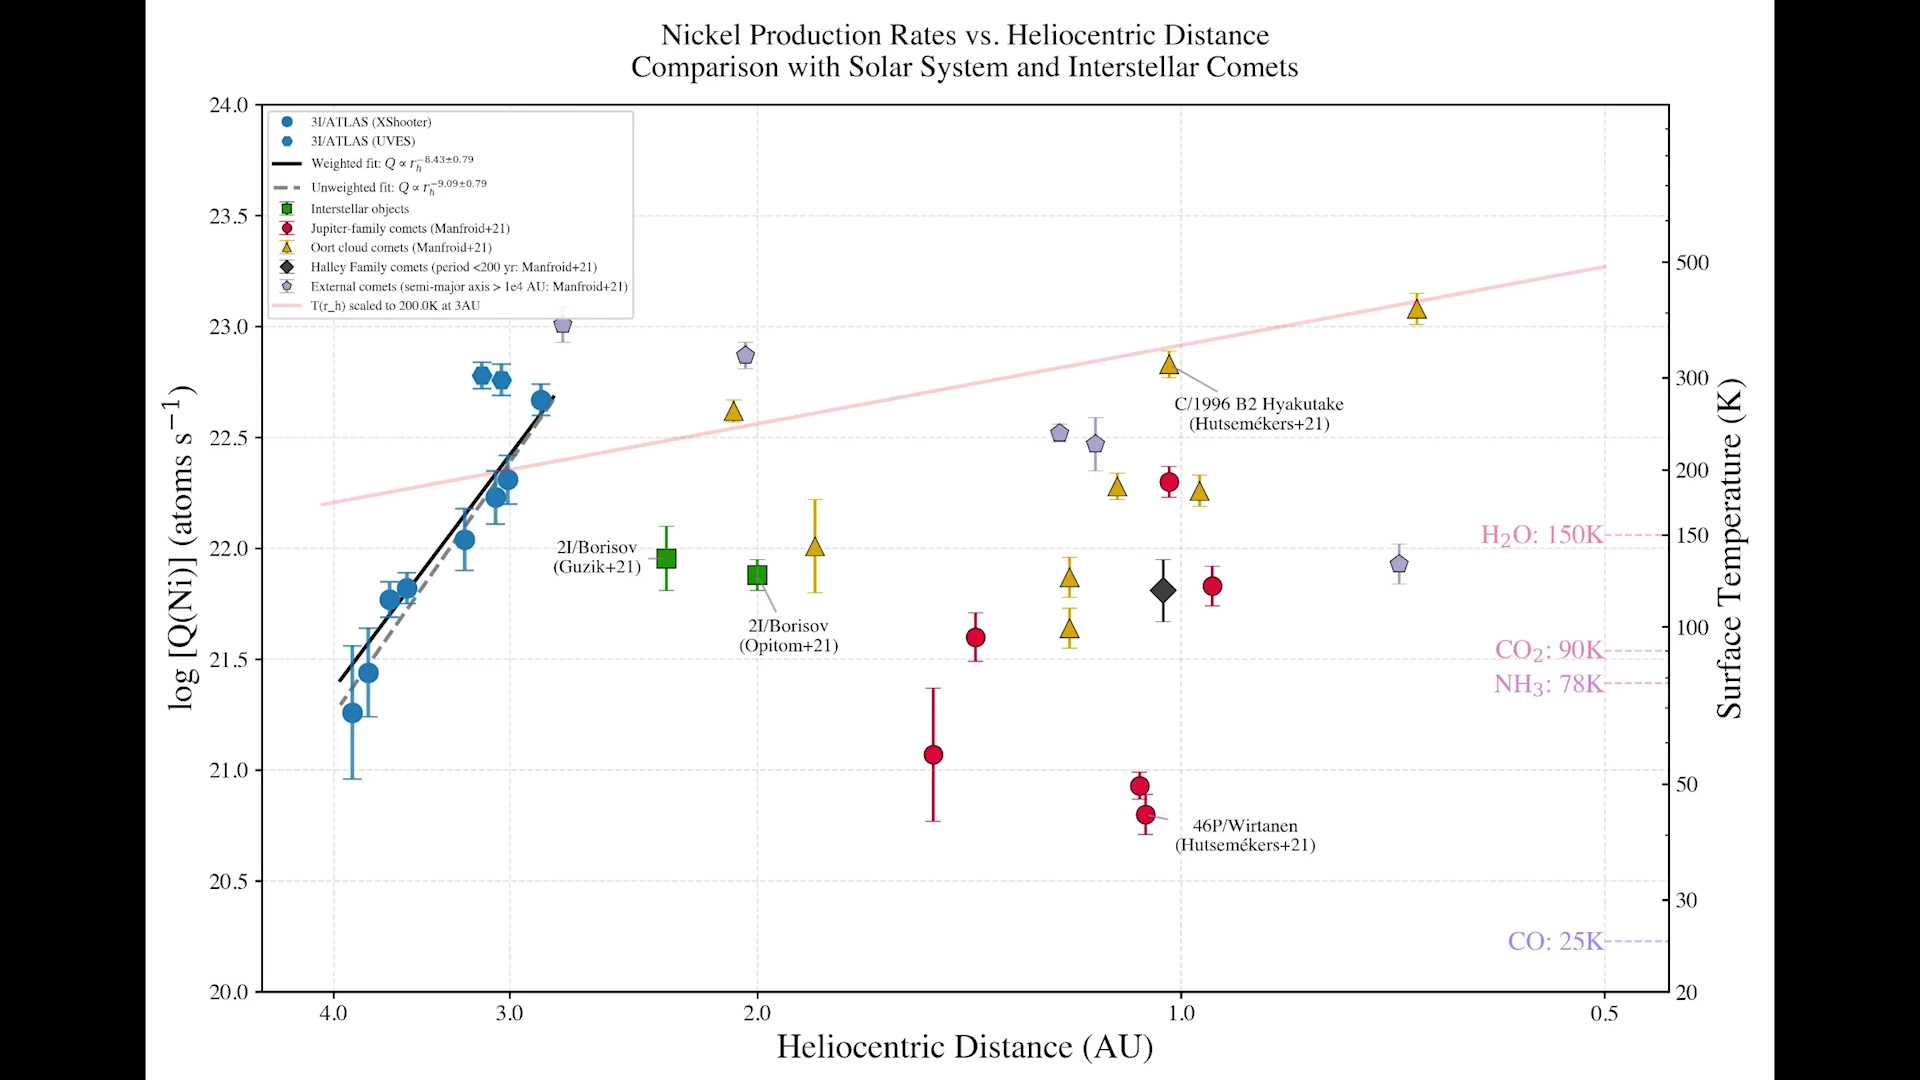 Nickel Production Rates vs. Heliocentric Distance
Comparison with Solar System and Interstellar Comets
3I/ATLAS (XShooter)
3I/ATLAS (UVES)
Weighted fit: Q ∝ r_h^−8.43±0.79
Unweighted fit: Q ∝ r_h^−9.09±0.79
Interstellar objects
Jupiter-family comets (Manfroid+21)
Oort cloud comets (Manfroid+21)
Halley Family comets (period <200 yr: Manfroid+21)
External comets (semi-major axis > 1e4 AU: Manfroid+21)
T(r_h) scaled to 200.0K at 3AU
log [Q(Ni)] (atoms s⁻¹)
24.0
23.5
23.0
22.5
22.0
21.5
21.0
20.5
20.0
C/1996 B2 Hyakutake
(Hutsemékers+21)
2I/Borisov
(Guzik+21)
2I/Borisov
(Opitom+21)
46P/Wirtanen
(Hutsemékers+21)
H₂O: 150K
CO₂: 90K
NH₃: 78K
CO: 25K
500
300
200
150
100
50
30
20
Surface Temperature (K)
4.0 3.0 2.0 1.0 0.5
Heliocentric Distance (AU)